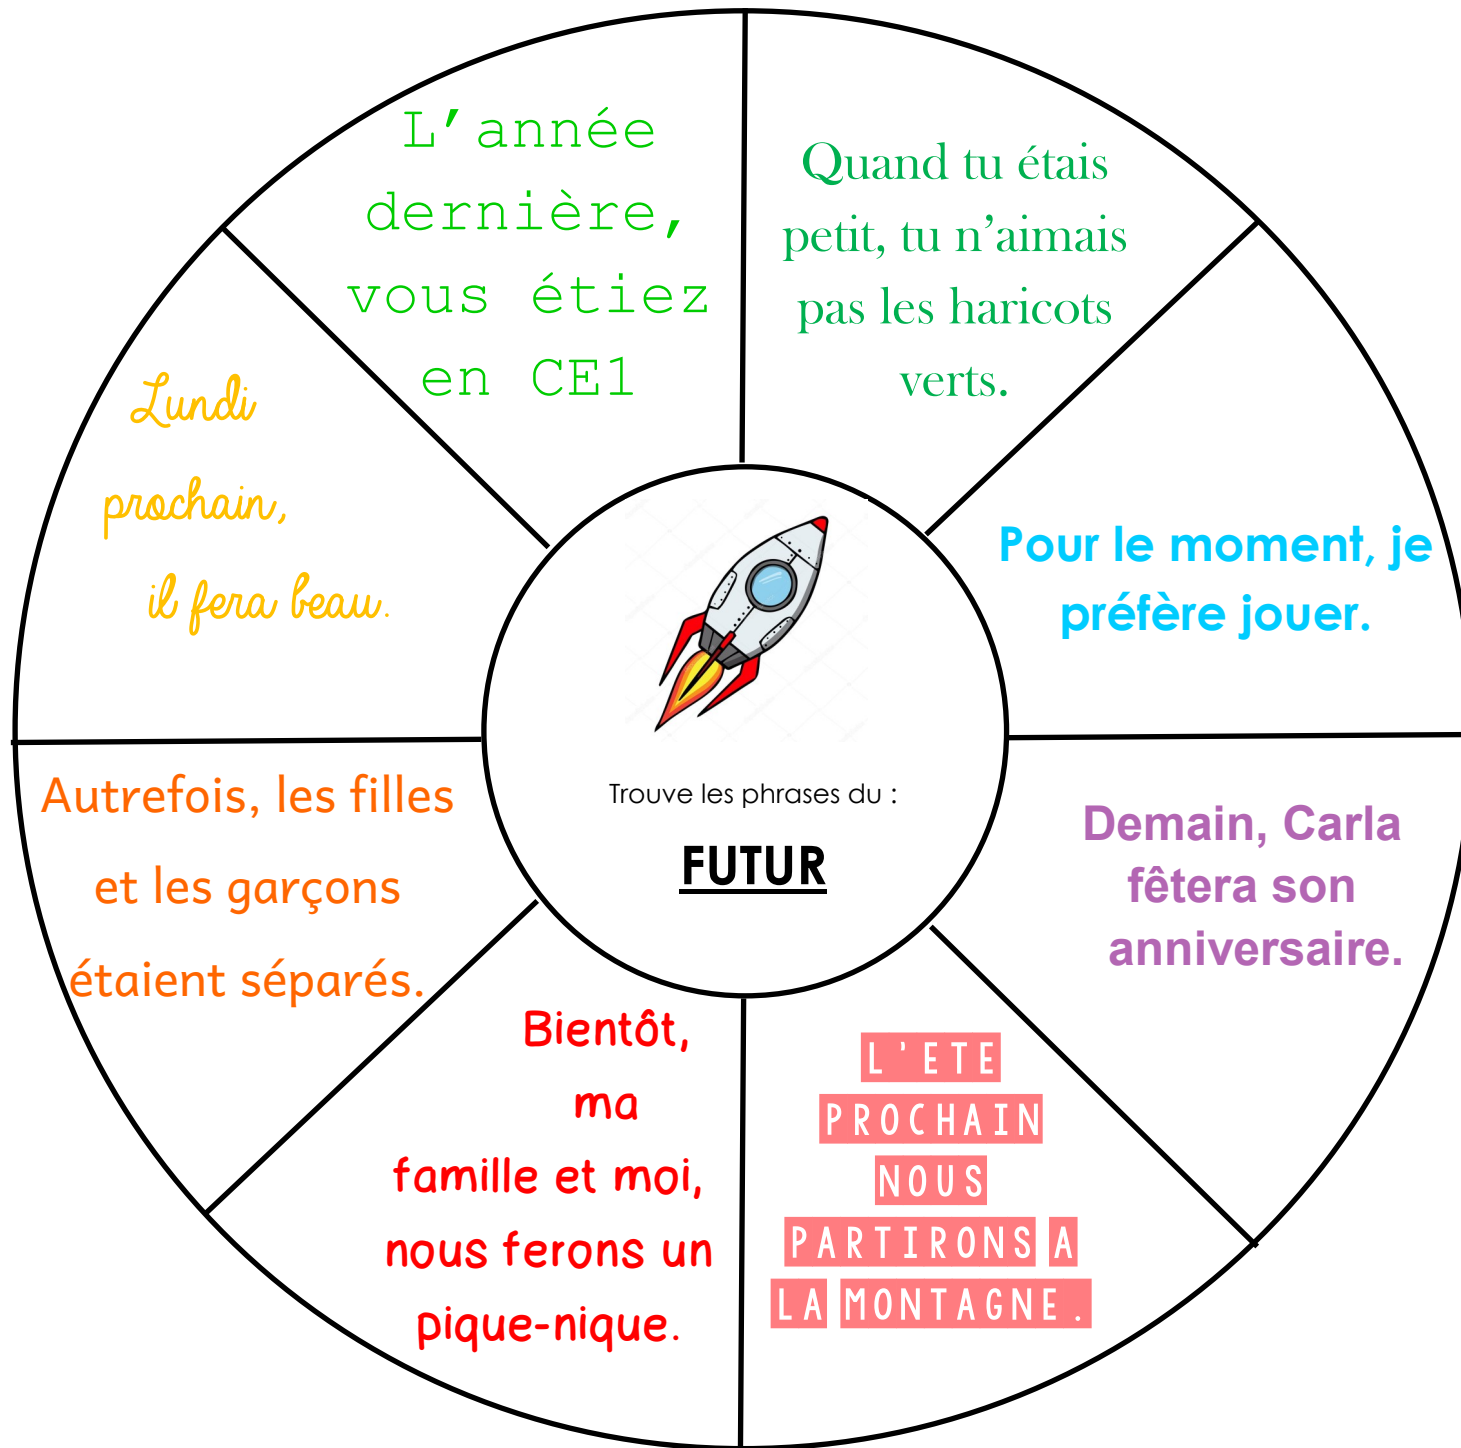 L'année
dernière,
vous étiez
en CE1
Quand tu étais
petit, tu n'aimais
pas les haricots
verts.
Pour le moment, je
préfère jouer.
Demain, Carla
fêtera son
anniversaire.
L'ETE
PROCHAIN
NOUS
PARTIRONS A
LA MONTAGNE.
Bientôt,
ma
famille et moi,
nous ferons un
pique-nique.
Autrefois, les filles
et les garçons
étaient séparés.
Lundi
prochain,
il fera beau.
Trouve les phrases du :
FUTUR